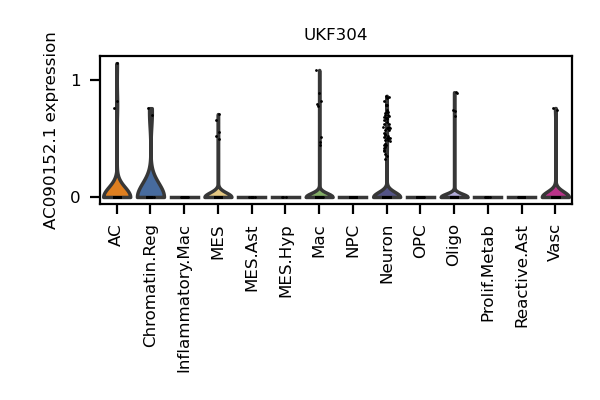 UKF304
AC090152.1 expression
1
0
AC
Chromatin.Reg
Inflammatory.Mac
MES
MES.Ast
MES.Hyp
Mac
NPC
Neuron
OPC
Oligo
Prolif.Metab
Reactive.Ast
Vasc